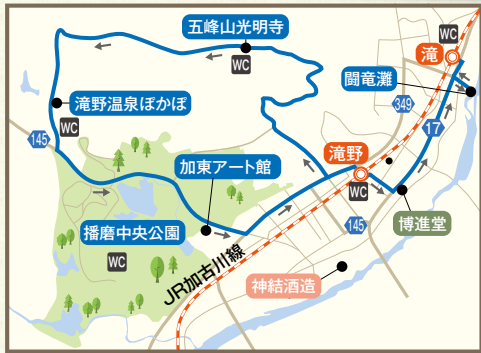 五峰山光明寺
WC
滝
WC
闘竜灘
滝野温泉ぽかぽ
WC
349
17
145
加東アート館
滝野
WC
播磨中央公園
WC
145
博進堂
JR加古川線
神結酒造